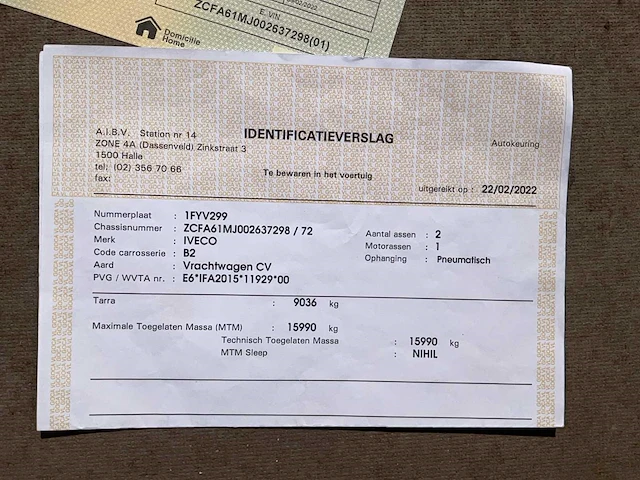 02/2022
E. VIN
ZCFA61MJ002637298(01)
Domicilie
Home
A.I.B.V. Station nr 14
ZONE 4A (Dassenveld) Zinkstraat 3
1500 Halle
tel: (02) 356 70 66
fax:
IDENTIFICATIEVERSLAG
Autokeuring
Te bewaren in het voertuig
uitgereikt op : 22/02/2022
Nummerplaat : 1FYV299
Chassisnummer : ZCFA61MJ002637298 / 72
Merk : IVECO
Code carrosserie : B2
Aard : Vrachtwagen CV
PVG / WVTA nr. : E6*IFA2015*11929*00
Aantal assen : 2
Motorassen : 1
Ophanging : Pneumatisch
Tarra : 9036 kg
Maximale Toegelaten Massa (MTM) : 15990 kg
Technisch Toegelaten Massa : 15990 kg
MTM Sleep : NIHIL